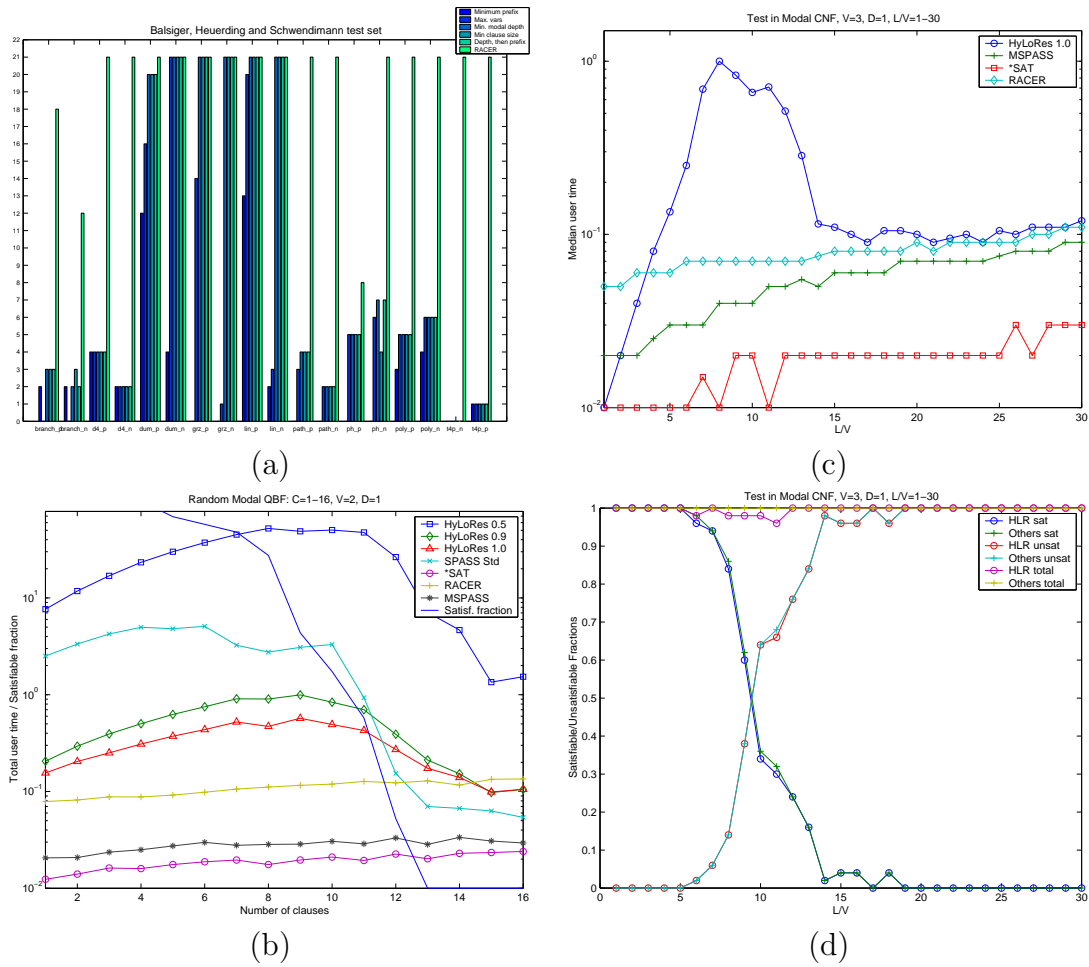 Balsiger, Heuerding and Schwendimann test set
Minimum prefix
Max. vars
Min. modal depth
Min clause size
Depth, then prefix
RACER
22
21
20
19
18
17
16
15
14
13
12
11
10
9
8
7
6
5
4
3
2
1
0
branch_p
branch_n
d4_p
d4_n
dum_p
dum_n
grz_p
grz_n
lin_p
lin_n
path_p
path_n
ph_p
ph_n
poly_p
poly_n
t4p_n
t4p_p
(a)
Test in Modal CNF, V=3, D=1, L/V=1-30
HyLoRes 1.0
MSPASS
*SAT
RACER
Median user time
10^0
10^-1
10^-2
5
10
15
20
25
30
L/V
(c)
Random Modal QBF: C=1-16, V=2, D=1
HyLoRes 0.5
HyLoRes 0.9
HyLoRes 1.0
SPASS Std
*SAT
RACER
MSPASS
Satisf. fraction
Total user time / Satisfiable fraction
10^1
10^0
10^-1
10^-2
2
4
6
8
10
12
14
16
Number of clauses
(b)
Test in Modal CNF, V=3, D=1, L/V=1-30
HLR sat
Others sat
HLR unsat
Others unsat
HLR total
Others total
Satisfiable/Unsatisfiable Fractions
1
0.9
0.8
0.7
0.6
0.5
0.4
0.3
0.2
0.1
0
0
5
10
15
20
25
30
L/V
(d)